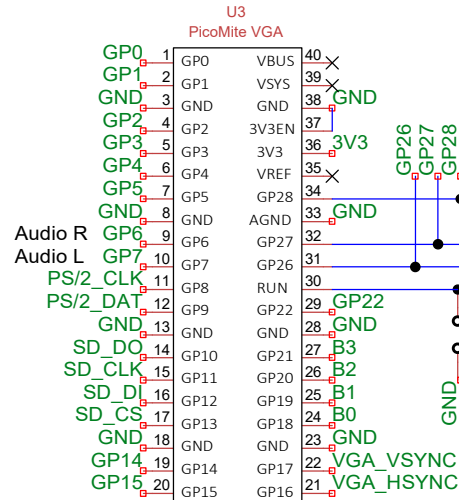 U3
PicoMite VGA
GP0 1 GP0 VBUS 40
GP1 2 GP1 VSYS 39
GND 3 GND GND 38 GND
GP2 4 GP2 3V3EN 37
GP3 5 GP3 3V3 36 3V3
GP4 6 GP4 VREF 35
GP5 7 GP5 GP28 34
GND 8 GND AGND 33 GND
Audio R GP6 9 GP6 GP27 32
Audio L GP7 10 GP7 GP26 31
PS/2_CLK 11 GP8 RUN 30
PS/2_DAT 12 GP9 GP22 29 GP22
GND 13 GND GND 28 GND
SD_DO 14 GP10 GP21 27 B3
SD_CLK 15 GP11 GP20 26 B2
SD_DI 16 GP12 GP19 25 B1
SD_CS 17 GP13 GP18 24 B0
GND 18 GND GND 23 GND
GP14 19 GP14 GP17 22 VGA_VSYNC
GP15 20 GP15 GP16 21 VGA_HSYNC
GP26
GP27
GP28
GND